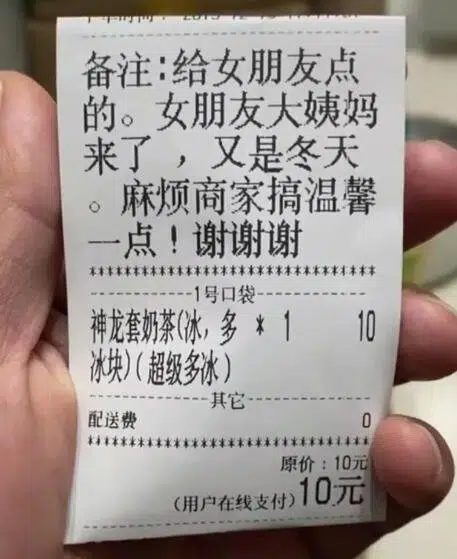 备注:给女朋友点
的。女朋友大姨妈
来了，又是冬天
。麻烦商家搞温馨
一点！谢谢谢
********************************
1号口袋
神龙套奶茶(冰，多 * 1 10
冰块)(超级多冰)
其它
配送费 0
********************************
原价：10元
(用户在线支付)10元